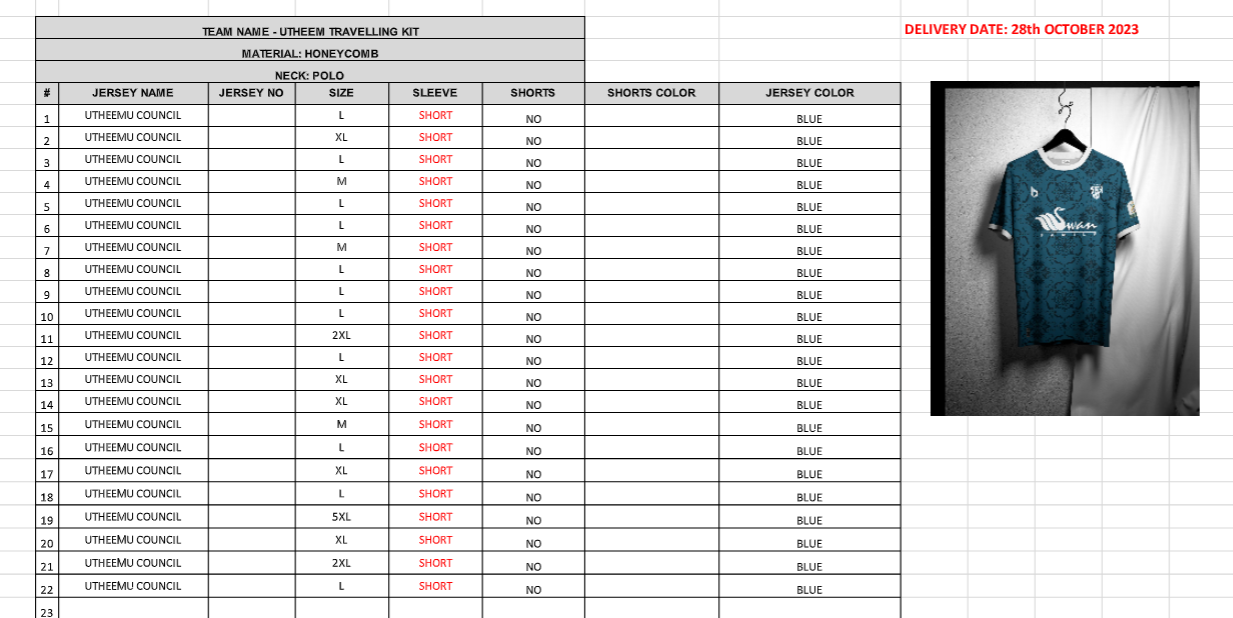 TEAM NAME - UTHEEM TRAVELLING KIT
DELIVERY DATE: 28th OCTOBER 2023
MATERIAL: HONEYCOMB
NECK: POLO
# JERSEY NAME JERSEY NO SIZE SLEEVE SHORTS SHORTS COLOR JERSEY COLOR
1 UTHEEMU COUNCIL L SHORT NO BLUE
2 UTHEEMU COUNCIL XL SHORT NO BLUE
3 UTHEEMU COUNCIL L SHORT NO BLUE
4 UTHEEMU COUNCIL M SHORT NO BLUE
5 UTHEEMU COUNCIL L SHORT NO BLUE
6 UTHEEMU COUNCIL L SHORT NO BLUE
7 UTHEEMU COUNCIL M SHORT NO BLUE
8 UTHEEMU COUNCIL L SHORT NO BLUE
9 UTHEEMU COUNCIL L SHORT NO BLUE
10 UTHEEMU COUNCIL L SHORT NO BLUE
11 UTHEEMU COUNCIL 2XL SHORT NO BLUE
12 UTHEEMU COUNCIL L SHORT NO BLUE
13 UTHEEMU COUNCIL XL SHORT NO BLUE
14 UTHEEMU COUNCIL XL SHORT NO BLUE
15 UTHEEMU COUNCIL M SHORT NO BLUE
16 UTHEEMU COUNCIL L SHORT NO BLUE
17 UTHEEMU COUNCIL XL SHORT NO BLUE
18 UTHEEMU COUNCIL L SHORT NO BLUE
19 UTHEEMU COUNCIL 5XL SHORT NO BLUE
20 UTHEEMU COUNCIL XL SHORT NO BLUE
21 UTHEEMU COUNCIL 2XL SHORT NO BLUE
22 UTHEEMU COUNCIL L SHORT NO BLUE
23
Swan